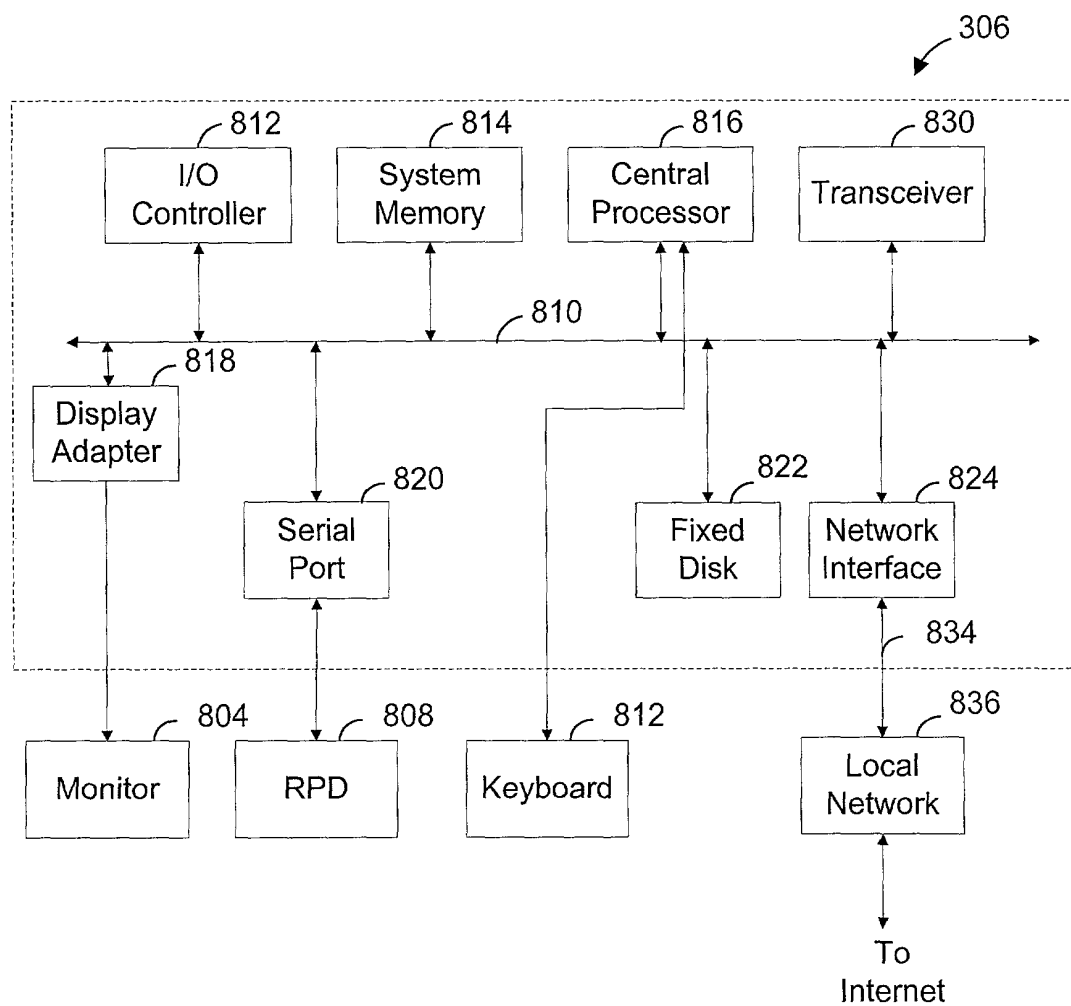 306
812
814
816
830
I/O
Controller
System
Memory
Central
Processor
Transceiver
810
818
Display
Adapter
820
822
824
Serial
Port
Fixed
Disk
Network
Interface
834
804
808
812
836
Monitor
RPD
Keyboard
Local
Network
To
Internet